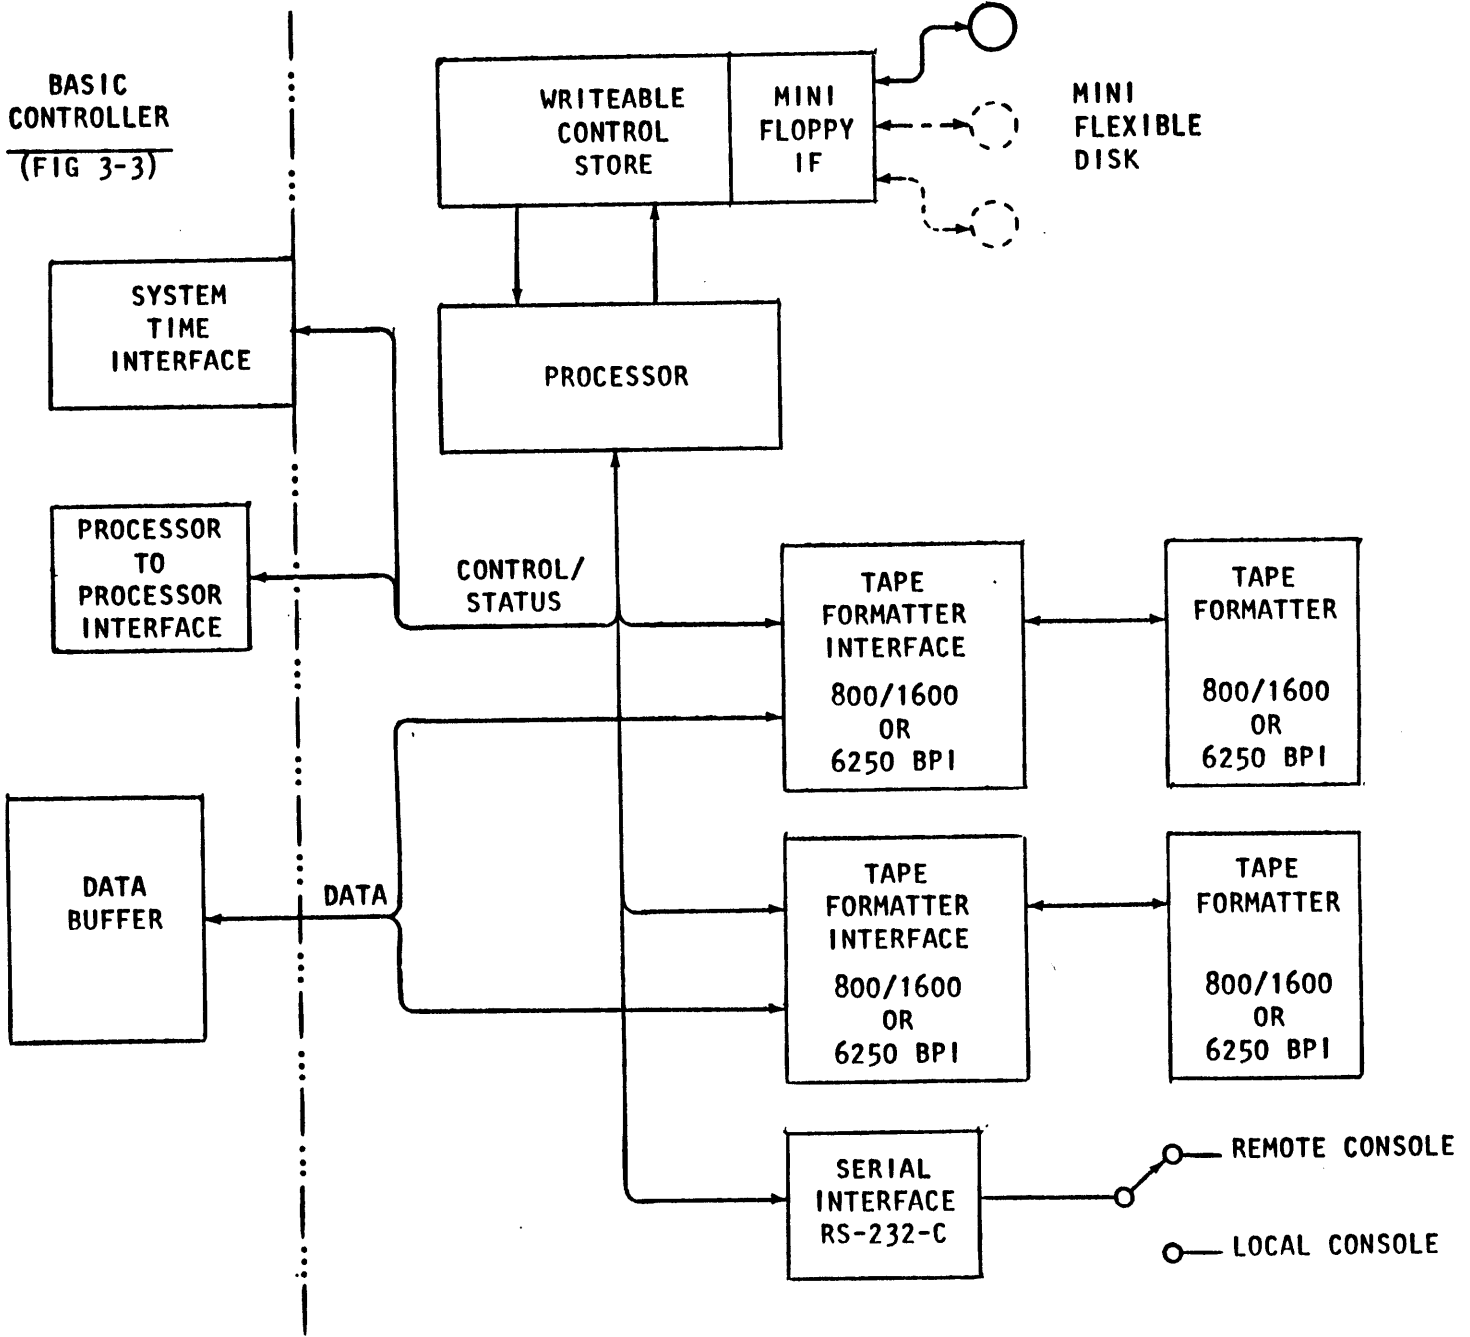 BASIC
CONTROLLER
(FIG 3-3)
WRITEABLE
CONTROL
STORE
MINI
FLOPPY
IF
MINI
FLEXIBLE
DISK
SYSTEM
TIME
INTERFACE
PROCESSOR
PROCESSOR
TO
PROCESSOR
INTERFACE
CONTROL/
STATUS
TAPE
FORMATTER
INTERFACE
800/1600
OR
6250 BPI
TAPE
FORMATTER
800/1600
OR
6250 BPI
DATA
BUFFER
DATA
TAPE
FORMATTER
INTERFACE
800/1600
OR
6250 BPI
TAPE
FORMATTER
800/1600
OR
6250 BPI
SERIAL
INTERFACE
RS-232-C
REMOTE CONSOLE
LOCAL CONSOLE